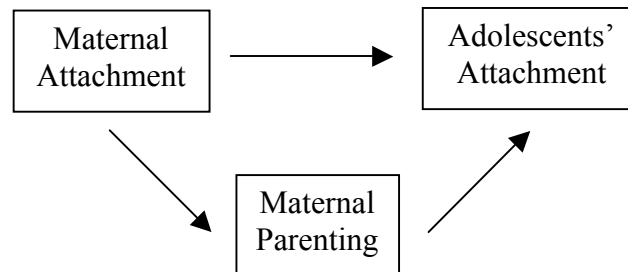 Maternal
Attachment
Adolescents’
Attachment
Maternal
Parenting